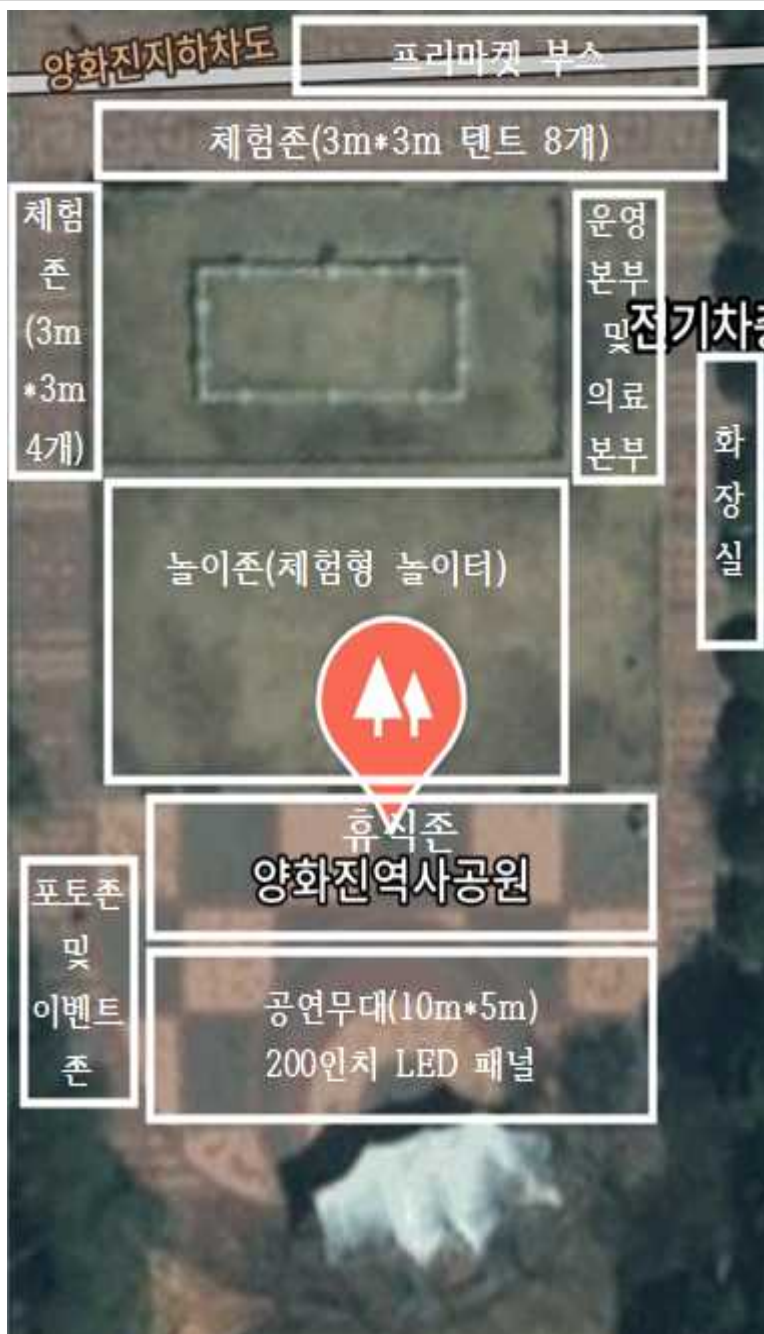 양화진지하차도
프리마켓 부스
체험존(3m*3m 텐트 8개)
체험
존
(3m
*3m
4개)
운영
본부
및
의료
본부
전기차충
화
장
실
놀이존(체험형 놀이터)
휴식존
양화진역사공원
포토존
및
이벤트
존
공연무대(10m*5m)
200인치 LED 패널